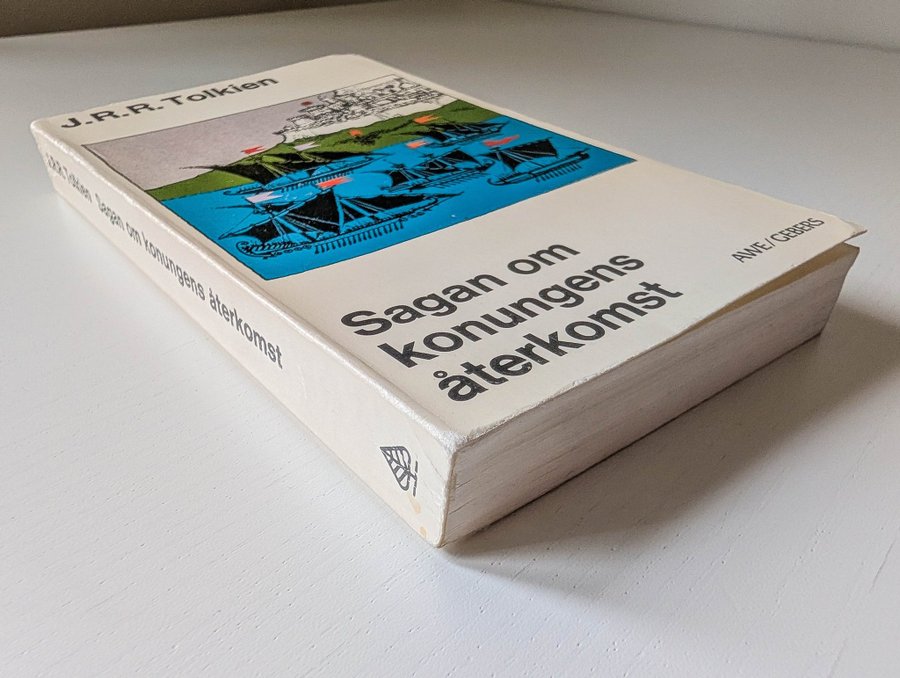 J.R.R.Tolkien
Sagan om
konungens
återkomst
AWE/GEBERS
J.R.R. Tolkien Sagan om konungens återkomst